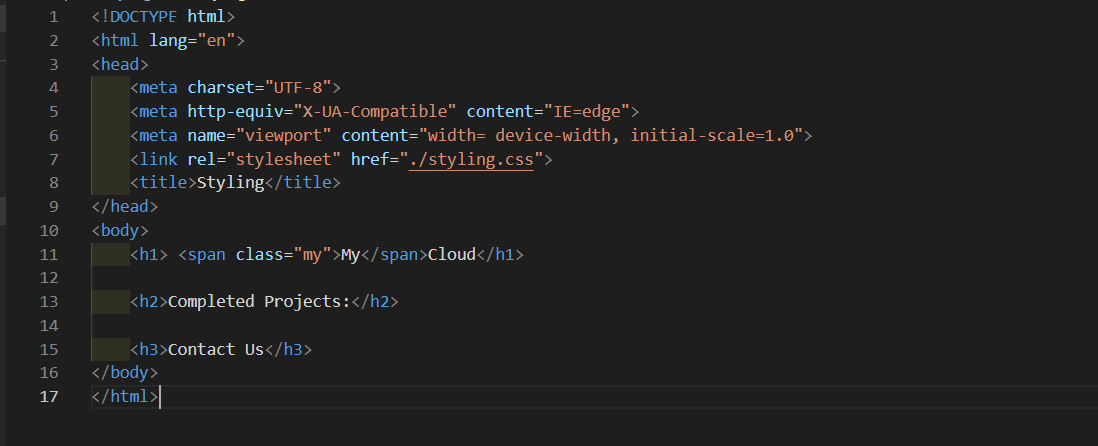 1 <!DOCTYPE html>
2 <html lang="en">
3 <head>
4     <meta charset="UTF-8">
5     <meta http-equiv="X-UA-Compatible" content="IE=edge">
6     <meta name="viewport" content="width= device-width, initial-scale=1.0">
7     <link rel="stylesheet" href="./styling.css">
8     <title>Styling</title>
9 </head>
10 <body>
11     <h1> <span class="my">My</span>Cloud</h1>
12
13     <h2>Completed Projects:</h2>
14
15     <h3>Contact Us</h3>
16 </body>
17 </html>